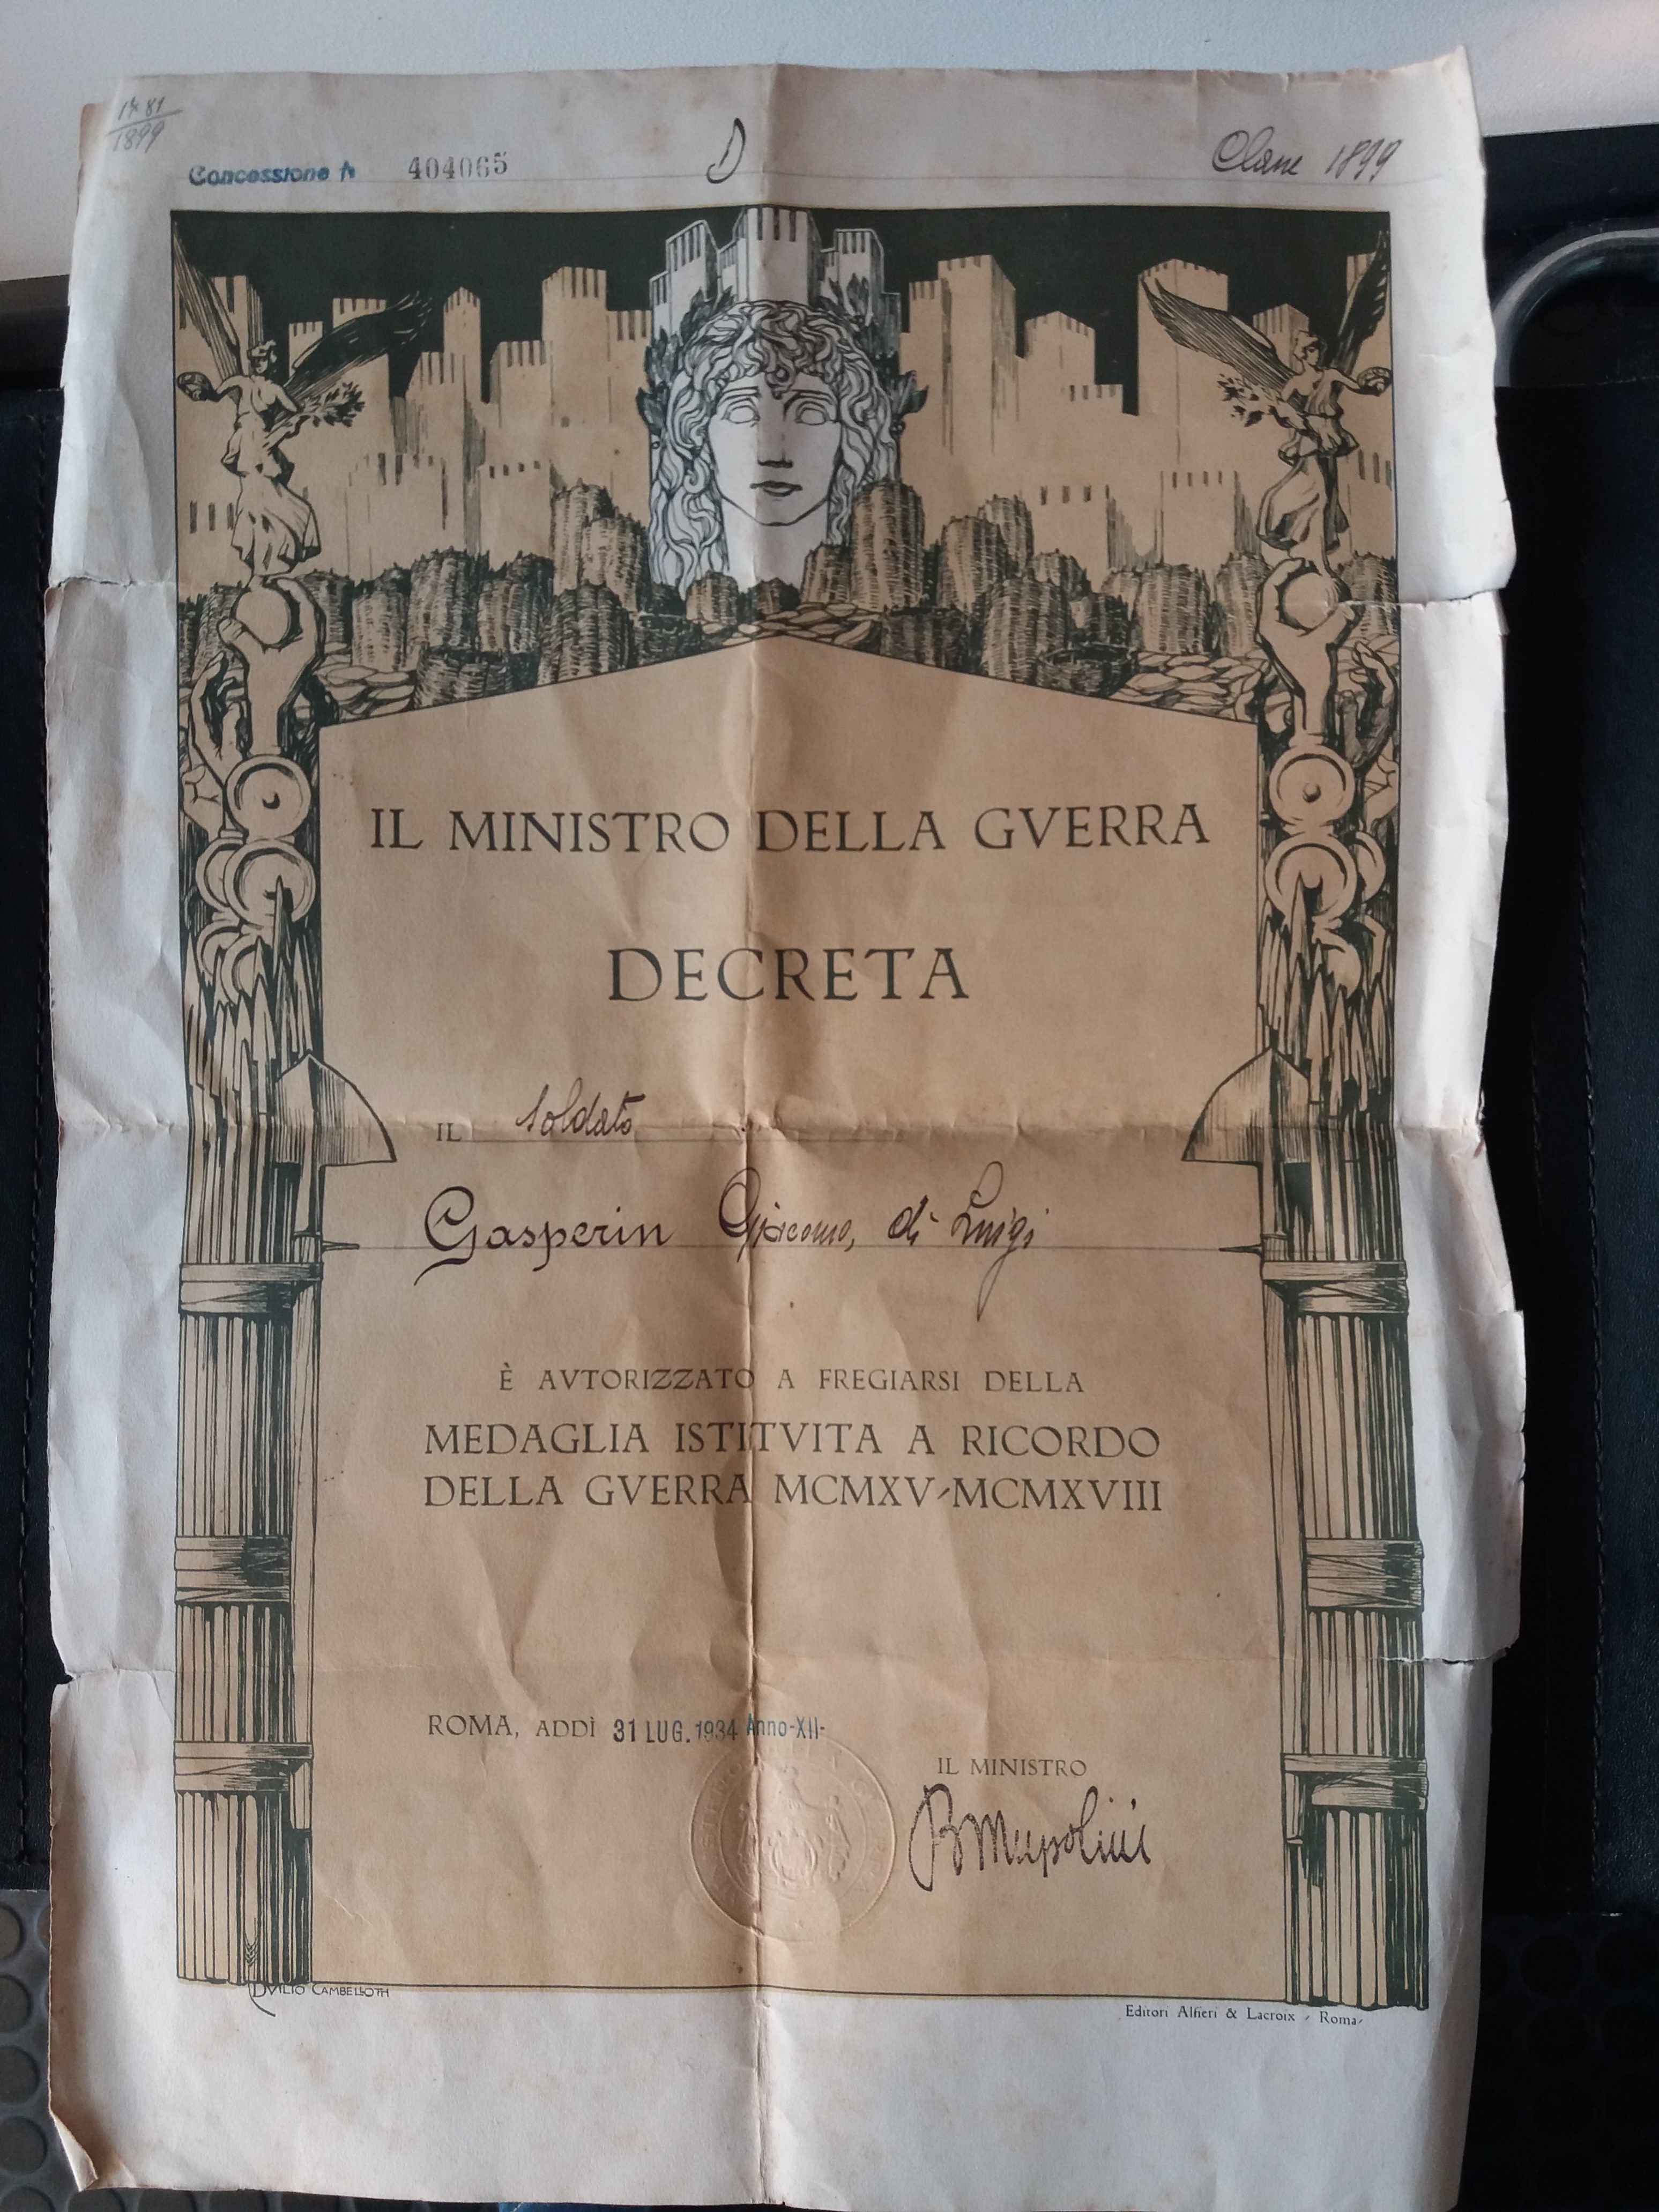 1899
Concessione N 404065 D Classe 1899
IL MINISTRO DELLA GVERRA
DECRETA
IL soldato
Gasperin Giacomo, di Luigi
È AVTORIZZATO A FREGIARSI DELLA
MEDAGLIA ISTITVITA A RICORDO
DELLA GVERRA MCMXV-MCMXVIII
ROMA, ADDÌ 31 LUG. 1934 Anno-XII-
IL MINISTRO
B Mussolini
DVILIO CAMBELLOTTI
Editori Alfieri & Lacroix - Roma-